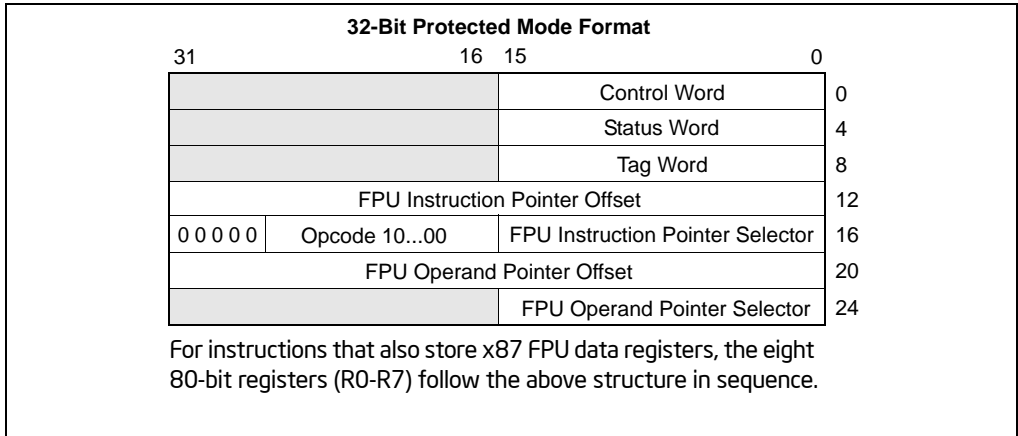 32-Bit Protected Mode Format
31 16 15 0
Control Word 0
Status Word 4
Tag Word 8
FPU Instruction Pointer Offset 12
0 0 0 0 0 Opcode 10...00 FPU Instruction Pointer Selector 16
FPU Operand Pointer Offset 20
FPU Operand Pointer Selector 24
For instructions that also store x87 FPU data registers, the eight
80-bit registers (R0-R7) follow the above structure in sequence.